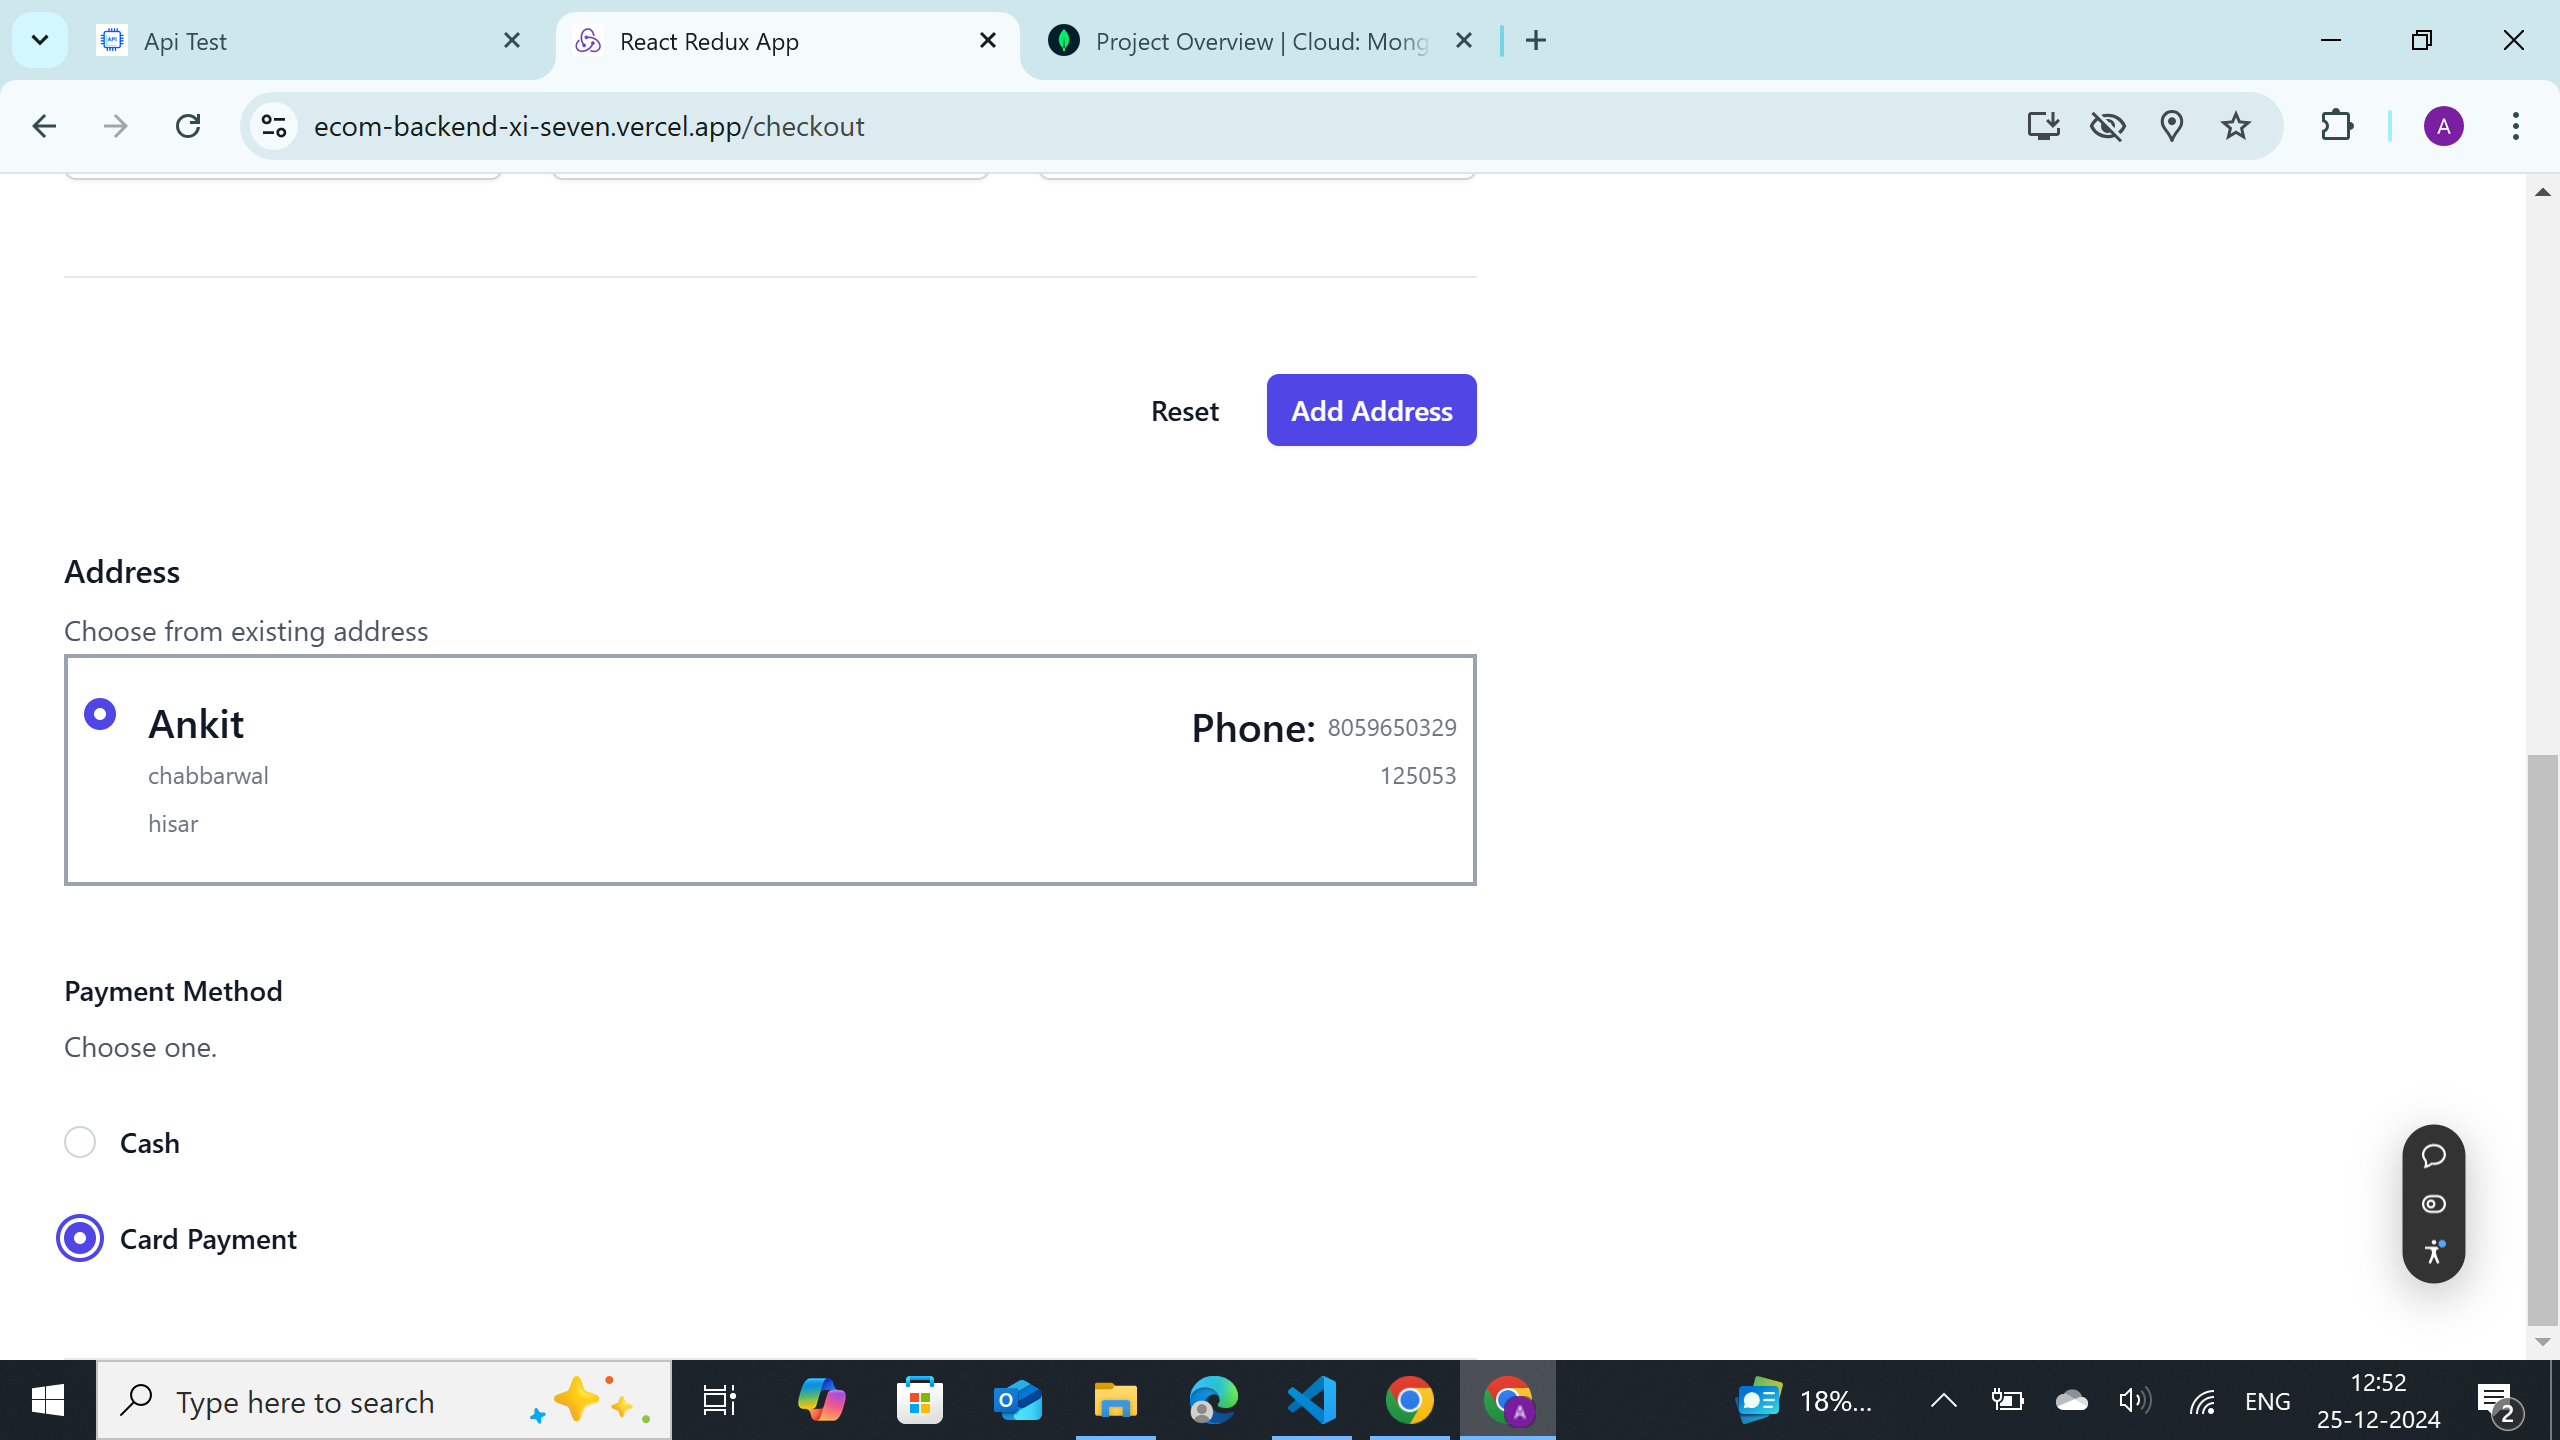 Api Test
React Redux App
Project Overview | Cloud: Mong
ecom-backend-xi-seven.vercel.app/checkout
A
Reset
Add Address
Address
Choose from existing address
Ankit
Phone: 8059650329
chabbarwal
125053
hisar
Payment Method
Choose one.
Cash
Card Payment
Type here to search
A
18%...
ENG
12:52
25-12-2024
2